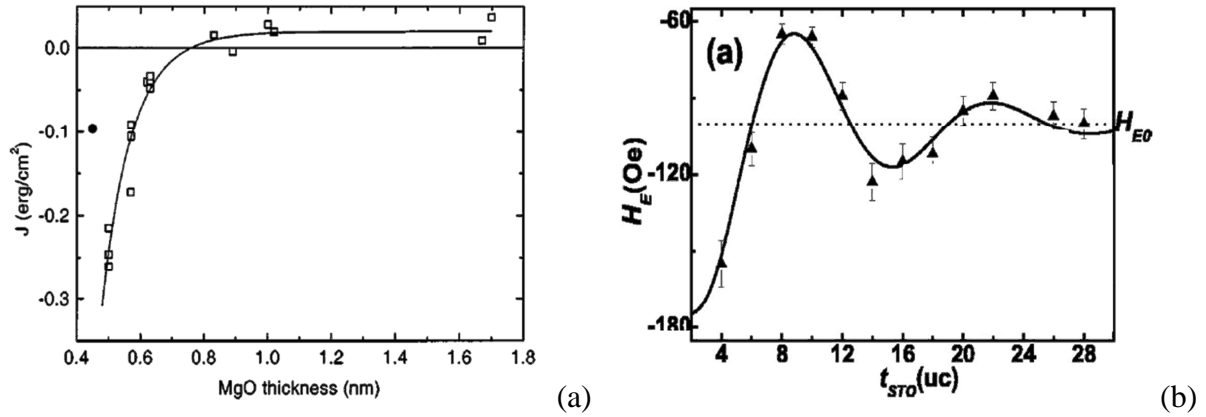 J (erg/cm²)
0.0
-0.1
-0.2
-0.3
0.4 0.6 0.8 1.0 1.2 1.4 1.6 1.8
MgO thickness (nm)
(a)
(a)
H_E(Oe)
-60
-120
-180
H_E0
4 8 12 16 20 24 28
t_STO(uc)
(b)